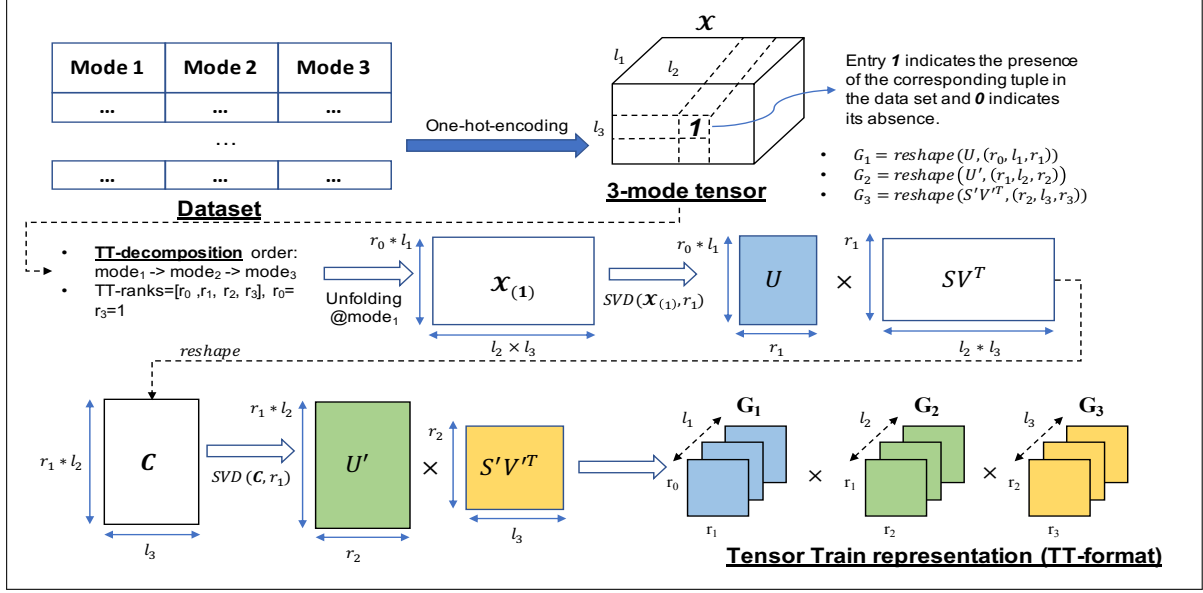 Mode 1 Mode 2 Mode 3
... ... ...
...
... ... ...
Dataset
One-hot-encoding
𝓧
l₁
l₂
l₃
1
3-mode tensor
Entry 1 indicates the presence
of the corresponding tuple in
the data set and 0 indicates
its absence.
• G₁ = reshape(U, (r₀, l₁, r₁))
• G₂ = reshape(U′, (r₁, l₂, r₂))
• G₃ = reshape(S′V′ᵀ, (r₂, l₃, r₃))
• TT-decomposition order:
mode₁ -> mode₂ -> mode₃
• TT-ranks=[r₀ ,r₁, r₂, r₃], r₀=
r₃=1
Unfolding
@mode₁
r₀ * l₁
𝓧₍₁₎
l₂ × l₃
SVD(𝓧₍₁₎, r₁)
r₀ * l₁
U
r₁
×
r₁
SVᵀ
l₂ * l₃
reshape
r₁ * l₂
C
l₃
SVD (C, r₁)
r₁ * l₂
U′
r₂
×
r₂
S′V′ᵀ
l₃
G₁
l₁
r₀
r₁
×
G₂
l₂
r₁
r₂
×
G₃
l₃
r₂
r₃
Tensor Train representation (TT-format)